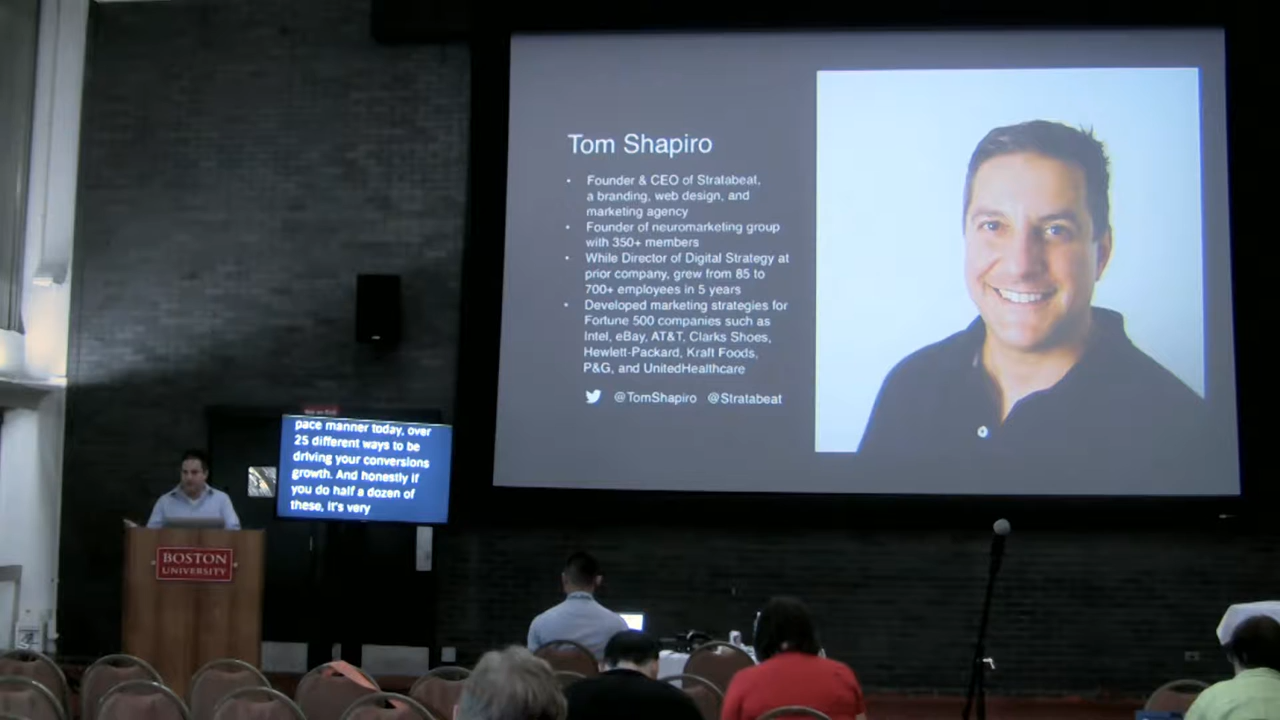 Tom Shapiro
• Founder & CEO of Stratabeat,
a branding, web design, and
marketing agency
• Founder of neuromarketing group
with 350+ members
• While Director of Digital Strategy at
prior company, grew from 85 to
700+ employees in 5 years
• Developed marketing strategies for
Fortune 500 companies such as
Intel, eBay, AT&T, Clarks Shoes,
Hewlett-Packard, Kraft Foods,
P&G, and UnitedHealthcare
@TomShapiro @Stratabeat
pace manner today, over
25 different ways to be
driving your conversions
growth. And honestly if
you do half a dozen of
these, it's very
BOSTON
UNIVERSITY